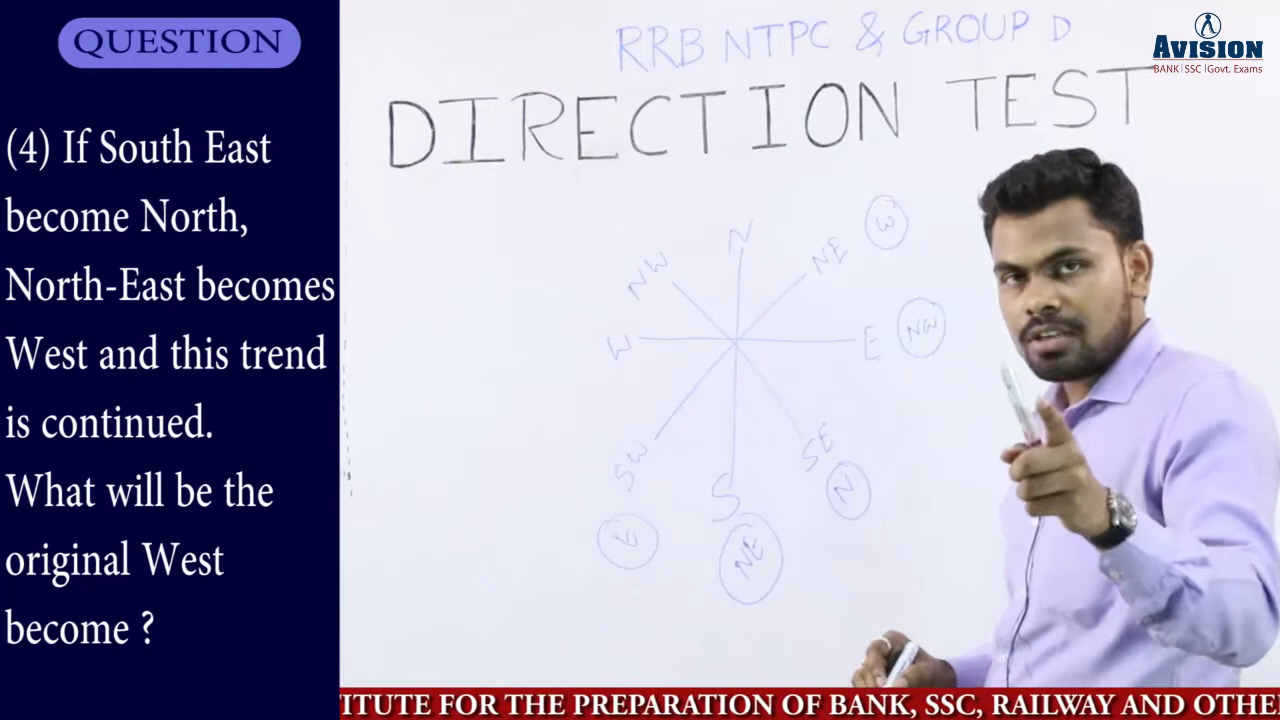 QUESTION
(4) If South East
become North,
North-East becomes
West and this trend
is continued.
What will be the
original West
become ?
RRB NTPC & GROUP D
AVISION
BANK | SSC | Govt. Exams
DIRECTION TEST
N
NW
NE
W
W
E
NW
SW
SE
S
N
E
NE
TITUTE FOR THE PREPARATION OF BANK, SSC, RAILWAY AND OTHE